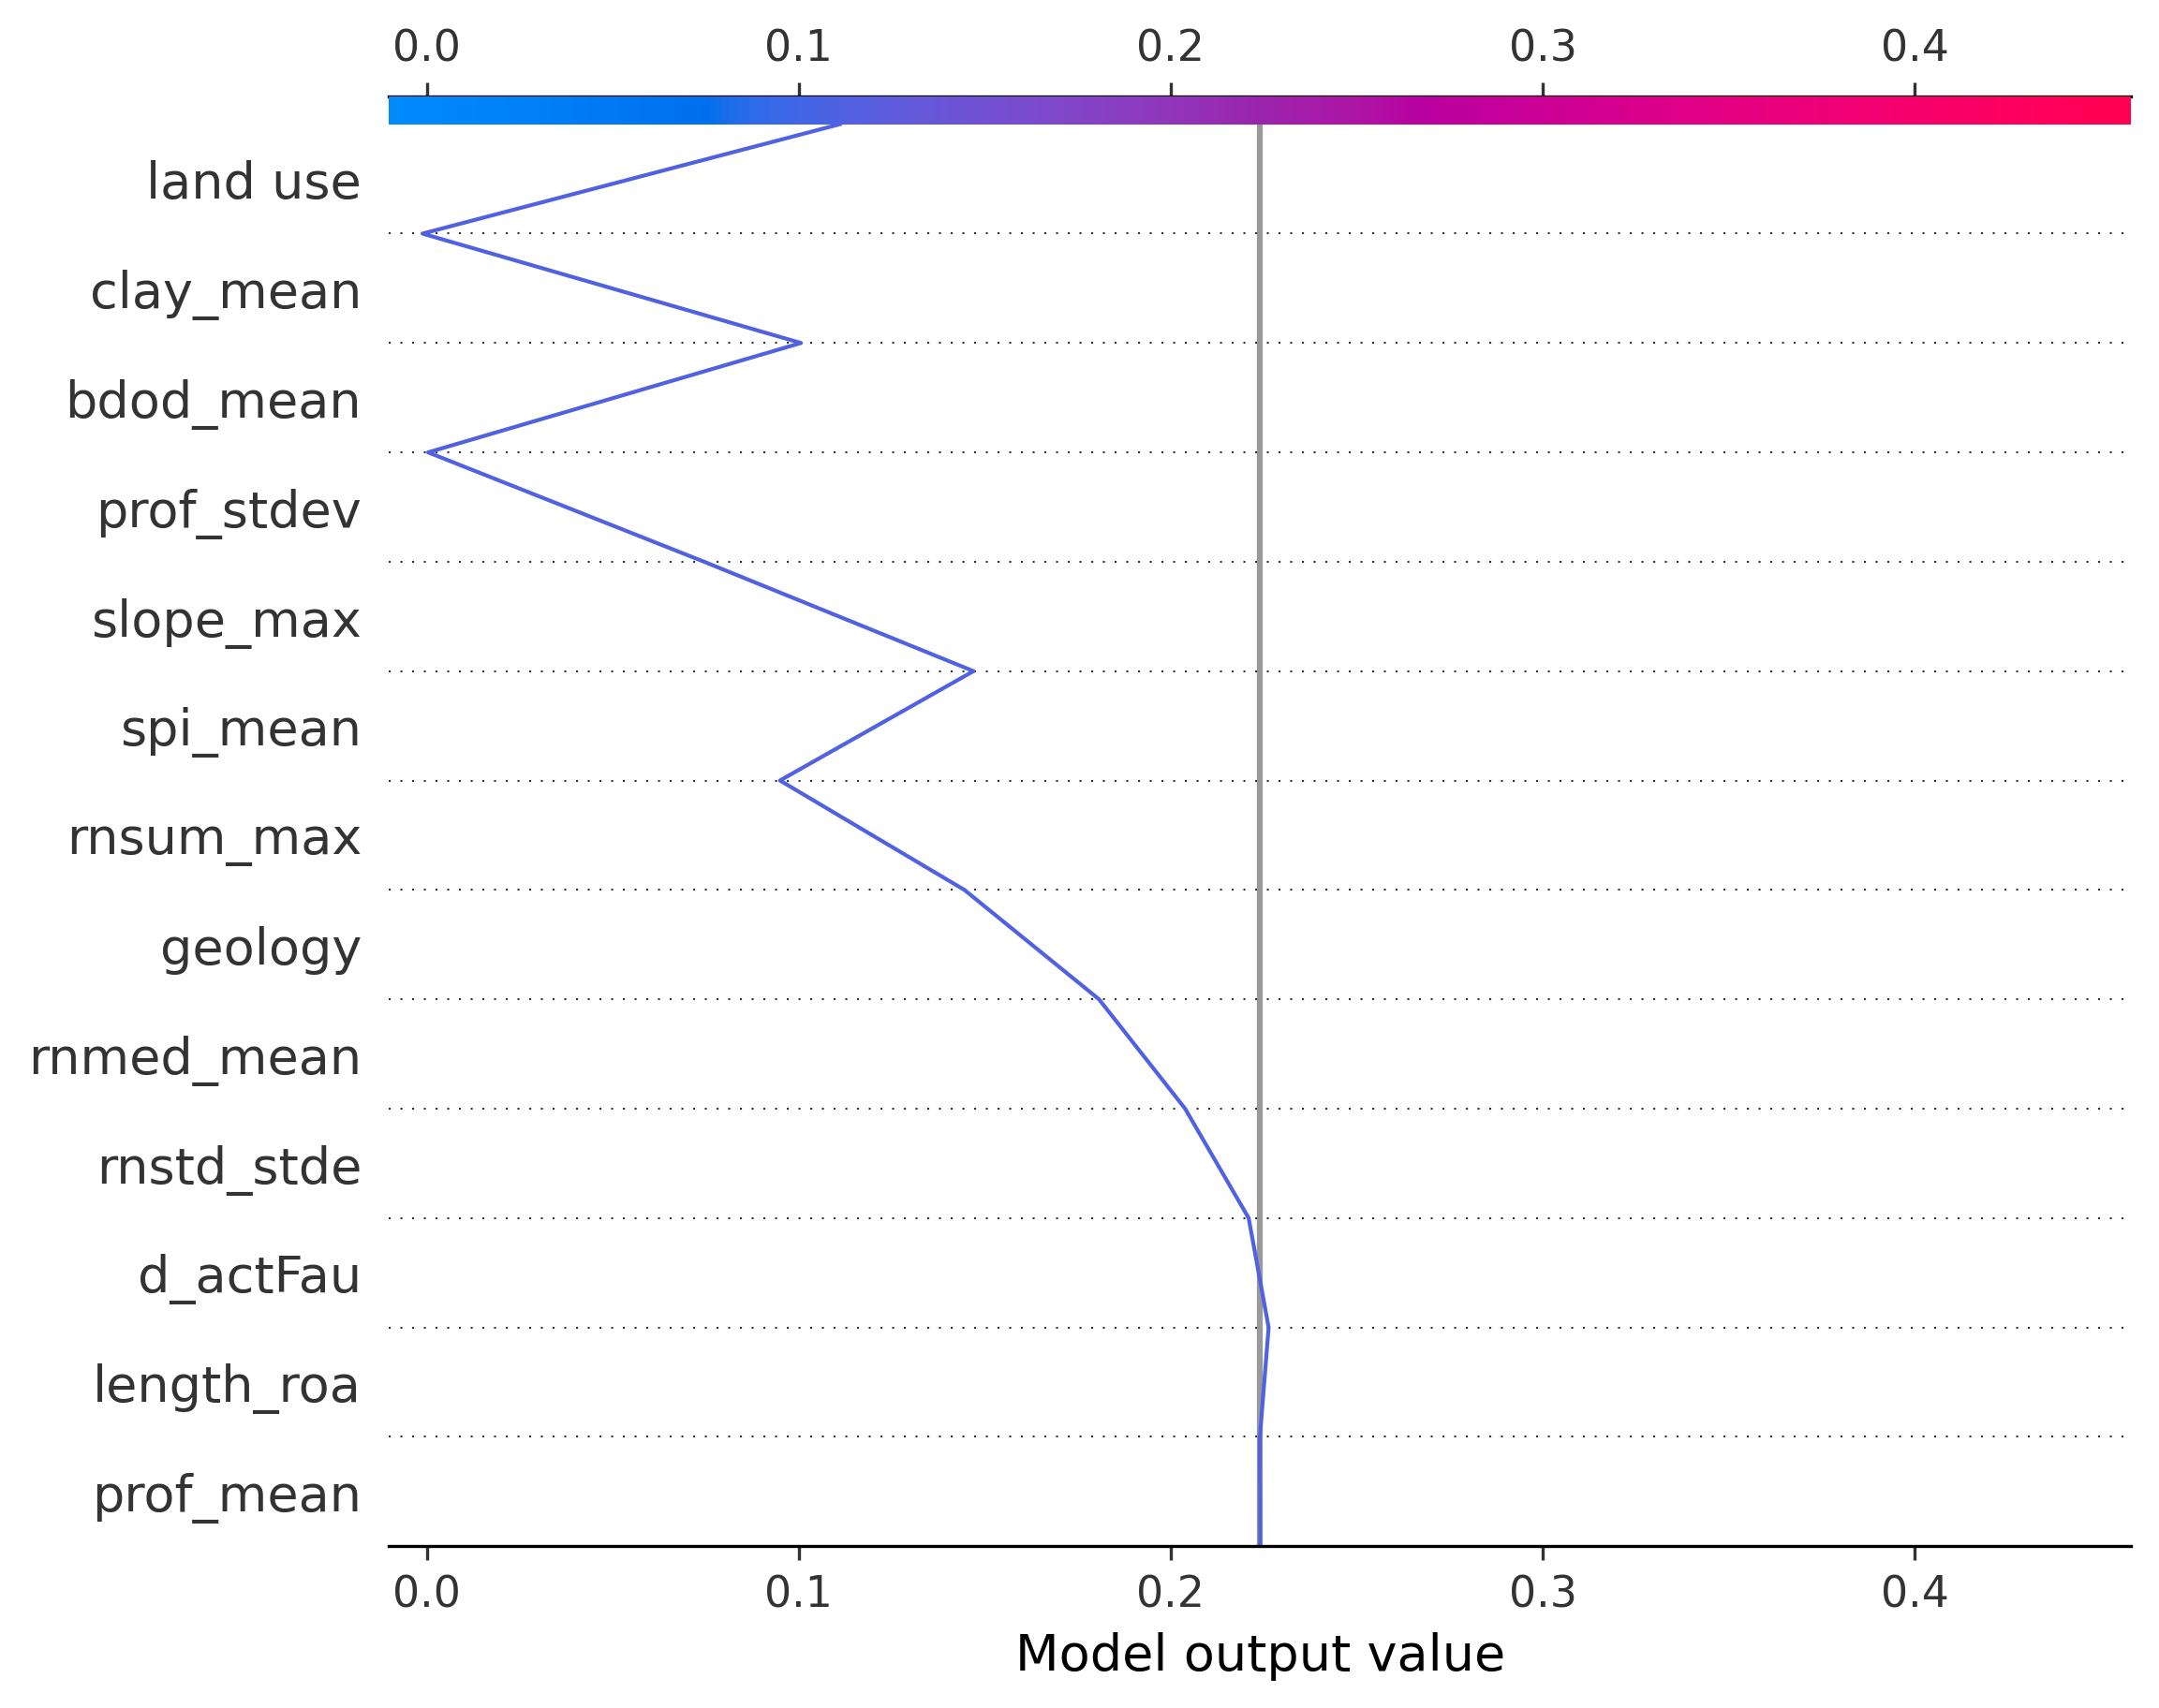 0.0 0.1 0.2 0.3 0.4
land use
clay_mean
bdod_mean
prof_stdev
slope_max
spi_mean
rnsum_max
geology
rnmed_mean
rnstd_stde
d_actFau
length_roa
prof_mean
0.0 0.1 0.2 0.3 0.4
Model output value